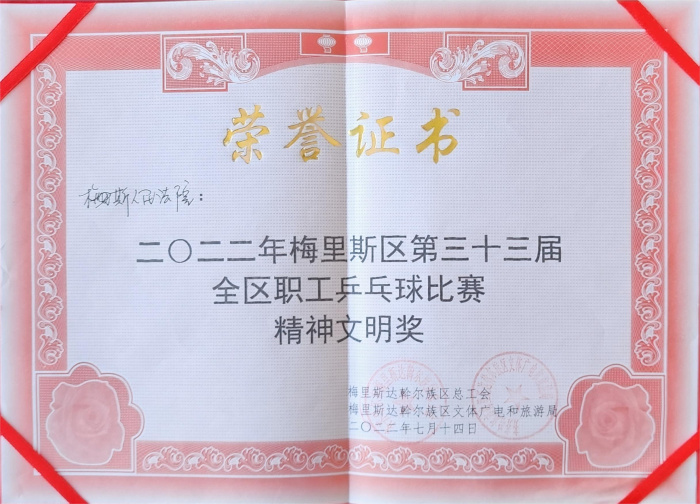 荣誉证书
梅里斯人民法院：
二〇二二年梅里斯区第三十三届
全区职工乒乓球比赛
精神文明奖
梅里斯达斡尔族区总工会
梅里斯达斡尔族区文体广电和旅游局
二〇二二年七月十四日